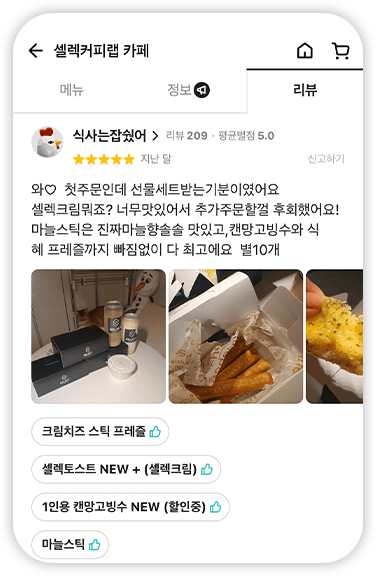 셀렉커피랩 카페
메뉴
정보
리뷰
식사는잡쉈어 >
리뷰 209 • 평균별점 5.0
★★★★★ 지난 달
신고하기
와♡ 첫주문인데 선물세트받는기분이였어요
셀렉크림뭐죠? 너무맛있어서 추가주문할껄 후회했어요!
마늘스틱은 진짜마늘향솔솔 맛있고,캔망고빙수와 식
혜 프레즐까지 빠짐없이 다 최고에요 별10개
크림치즈 스틱 프레즐
셀렉토스트 NEW + (셀렉크림)
1인용 캔망고빙수 NEW (할인중)
마늘스틱